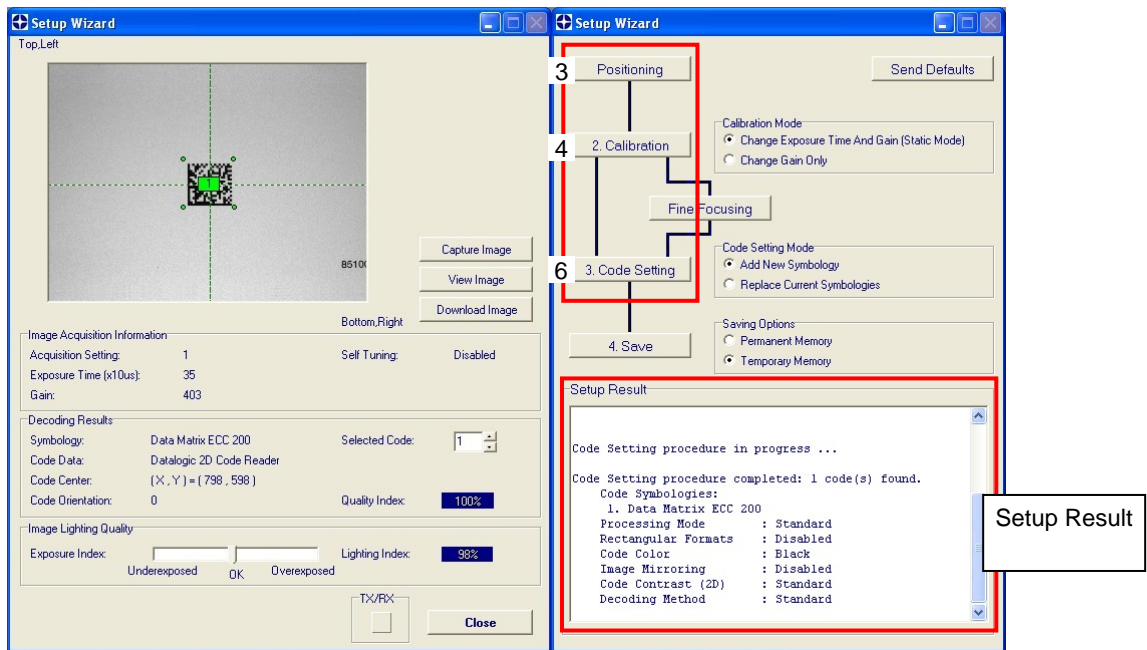 Setup Wizard
Top,Left
8510
Capture Image
View Image
Download Image
Bottom,Right
Image Acquisition Information
Acquisition Setting: 1 Self Tuning: Disabled
Exposure Time (x10us): 35
Gain: 403
Decoding Results
Symbology: Data Matrix ECC 200 Selected Code: 1
Code Data: Datalogic 2D Code Reader
Code Center: (X,Y) = (798 , 598)
Code Orientation: 0 Quality Index: 100%
Image Lighting Quality
Exposure Index: Lighting Index: 98%
Underexposed OK Overexposed
TX/RX
Close
Setup Wizard
3 Positioning
Send Defaults
4 2. Calibration
Calibration Mode
Change Exposure Time And Gain (Static Mode)
Change Gain Only
Fine Focusing
6 3. Code Setting
Code Setting Mode
Add New Symbology
Replace Current Symbologies
4. Save
Saving Options
Permanent Memory
Temporary Memory
Setup Result
Code Setting procedure in progress ...
Code Setting procedure completed: 1 code(s) found.
Code Symbologies:
1. Data Matrix ECC 200
Processing Mode : Standard
Rectangular Formats : Disabled
Code Color : Black
Image Mirroring : Disabled
Code Contrast (2D) : Standard
Decoding Method : Standard
Setup Result